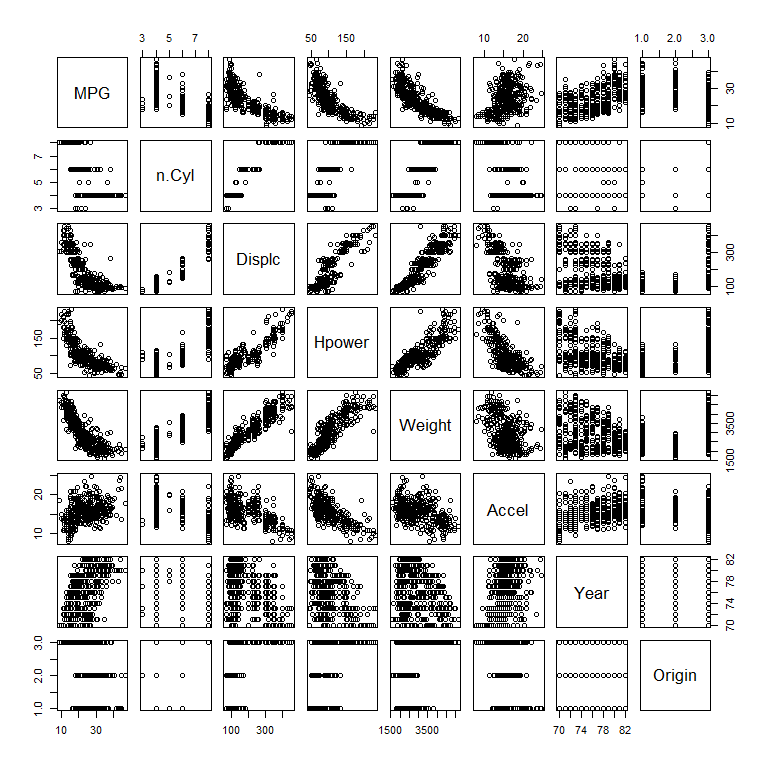 3 5 7 50 150 10 20 1.0 2.0 3.0
MPG
10 30
3 5 7
n.Cyl
Displc
100 300
50 150
Hpower
Weight
1500 3500
10 20
Accel
Year
70 74 78 82
1.0 2.0 3.0
Origin
10 30 100 300 1500 3500 70 74 78 82